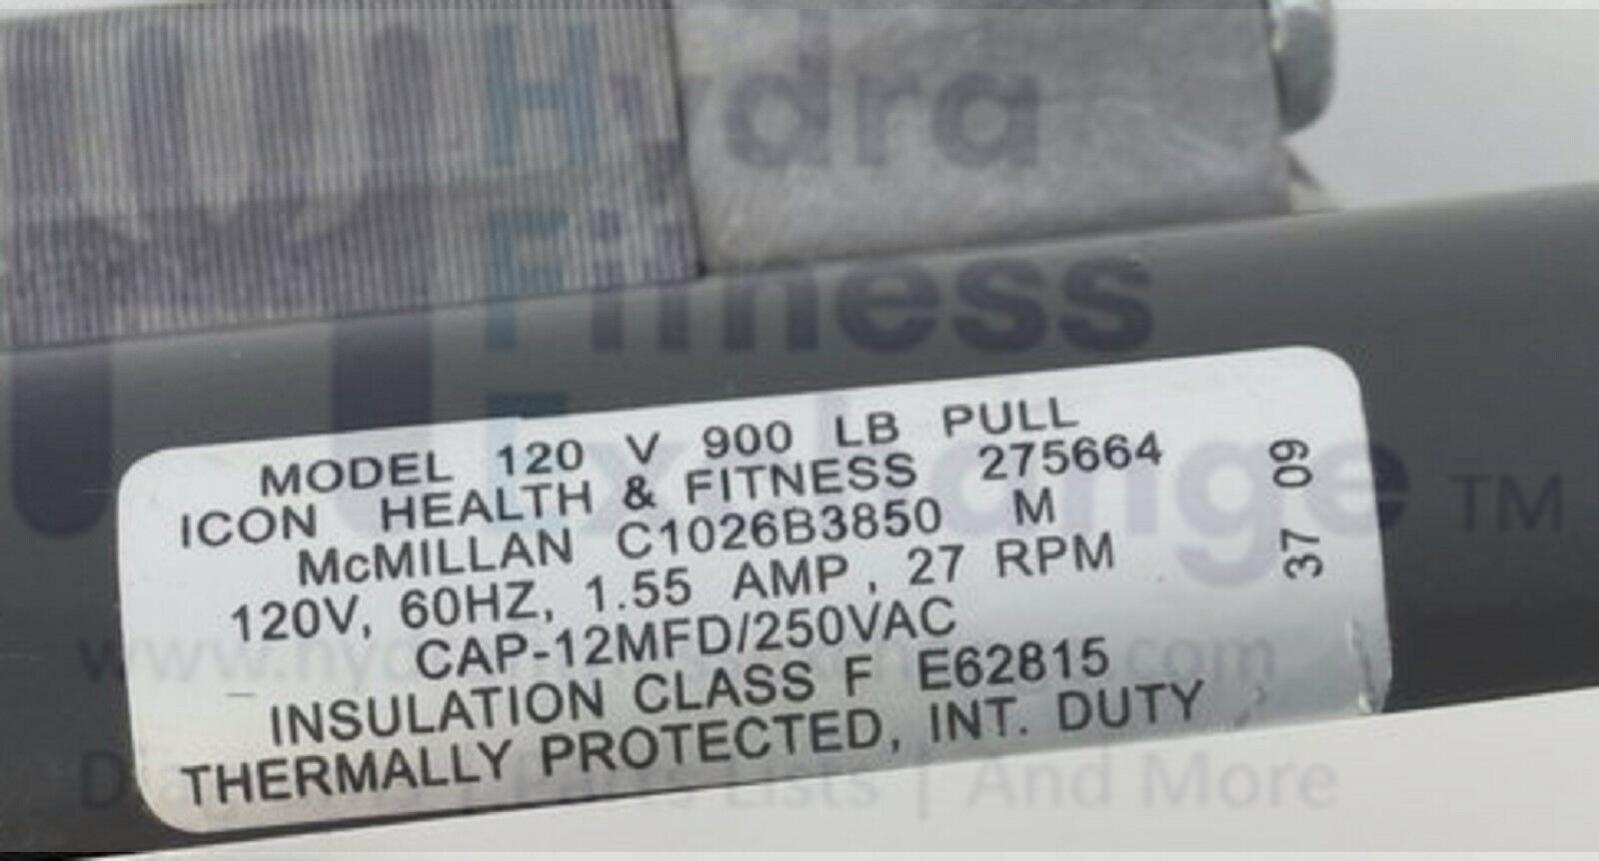 Hydra
Fitness
Exchange TM
MODEL 120 V 900 LB PULL
ICON HEALTH & FITNESS 275664
McMILLAN C1026B3850 M
120V, 60HZ, 1.55 AMP, 27 RPM
CAP-12MFD/250VAC
INSULATION CLASS F E62815
THERMALLY PROTECTED, INT. DUTY
37 09
Lists | And More